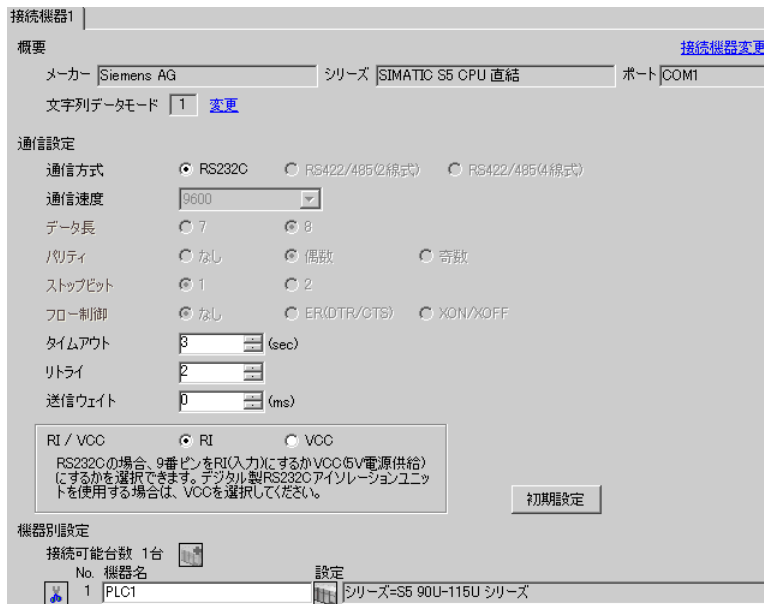 接続機器1
概要 接続機器変更
メーカー Siemens AG シリーズ SIMATIC S5 CPU 直結 ポート COM1
文字列データモード 1 変更
通信設定
通信方式 RS232C RS422/485(2線式) RS422/485(4線式)
通信速度 9600
データ長 7 8
パリティ なし 偶数 奇数
ストップビット 1 2
フロー制御 なし ER(DTR/CTS) XON/XOFF
タイムアウト 3 (sec)
リトライ 2
送信ウェイト 0 (ms)
RI / VCC RI VCC
RS232Cの場合、9番ピンをRI(入力)にするかVCC(5V電源供給)
にするかを選択できます。デジタル製RS232Cアイソレーションユニッ
トを使用する場合は、VCCを選択してください。
初期設定
機器別設定
接続可能台数 1台
No. 機器名 設定
1 PLC1 シリーズ=S5 90U-115U シリーズ